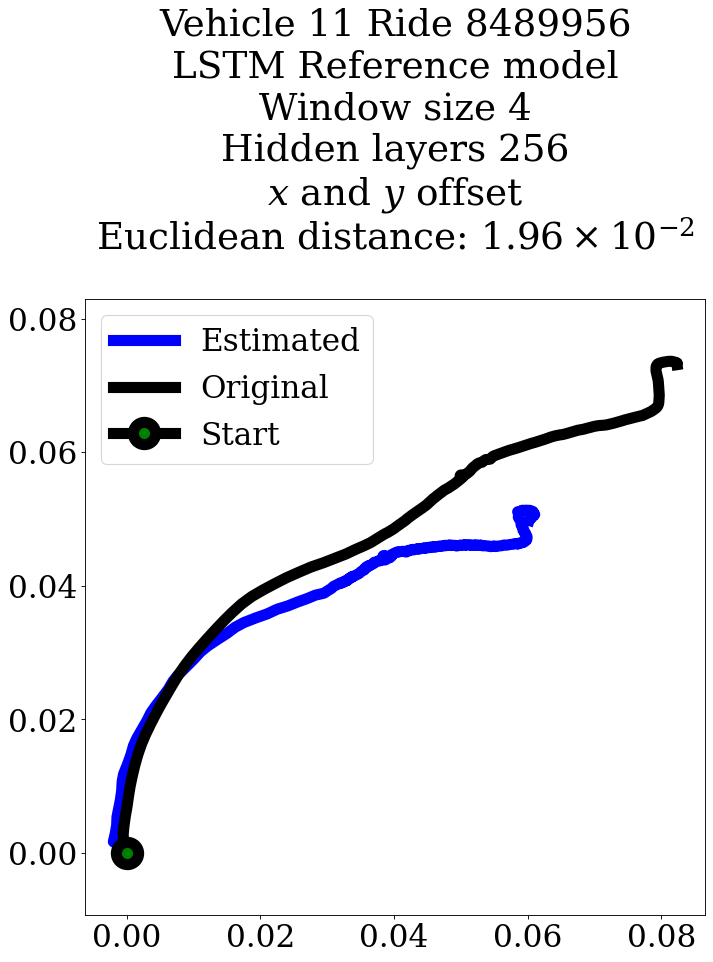 Vehicle 11 Ride 8489956
LSTM Reference model
Window size 4
Hidden layers 256
x and y offset
Euclidean distance: 1.96 × 10⁻²
Estimated
Original
Start
0.08
0.06
0.04
0.02
0.00
0.00 0.02 0.04 0.06 0.08